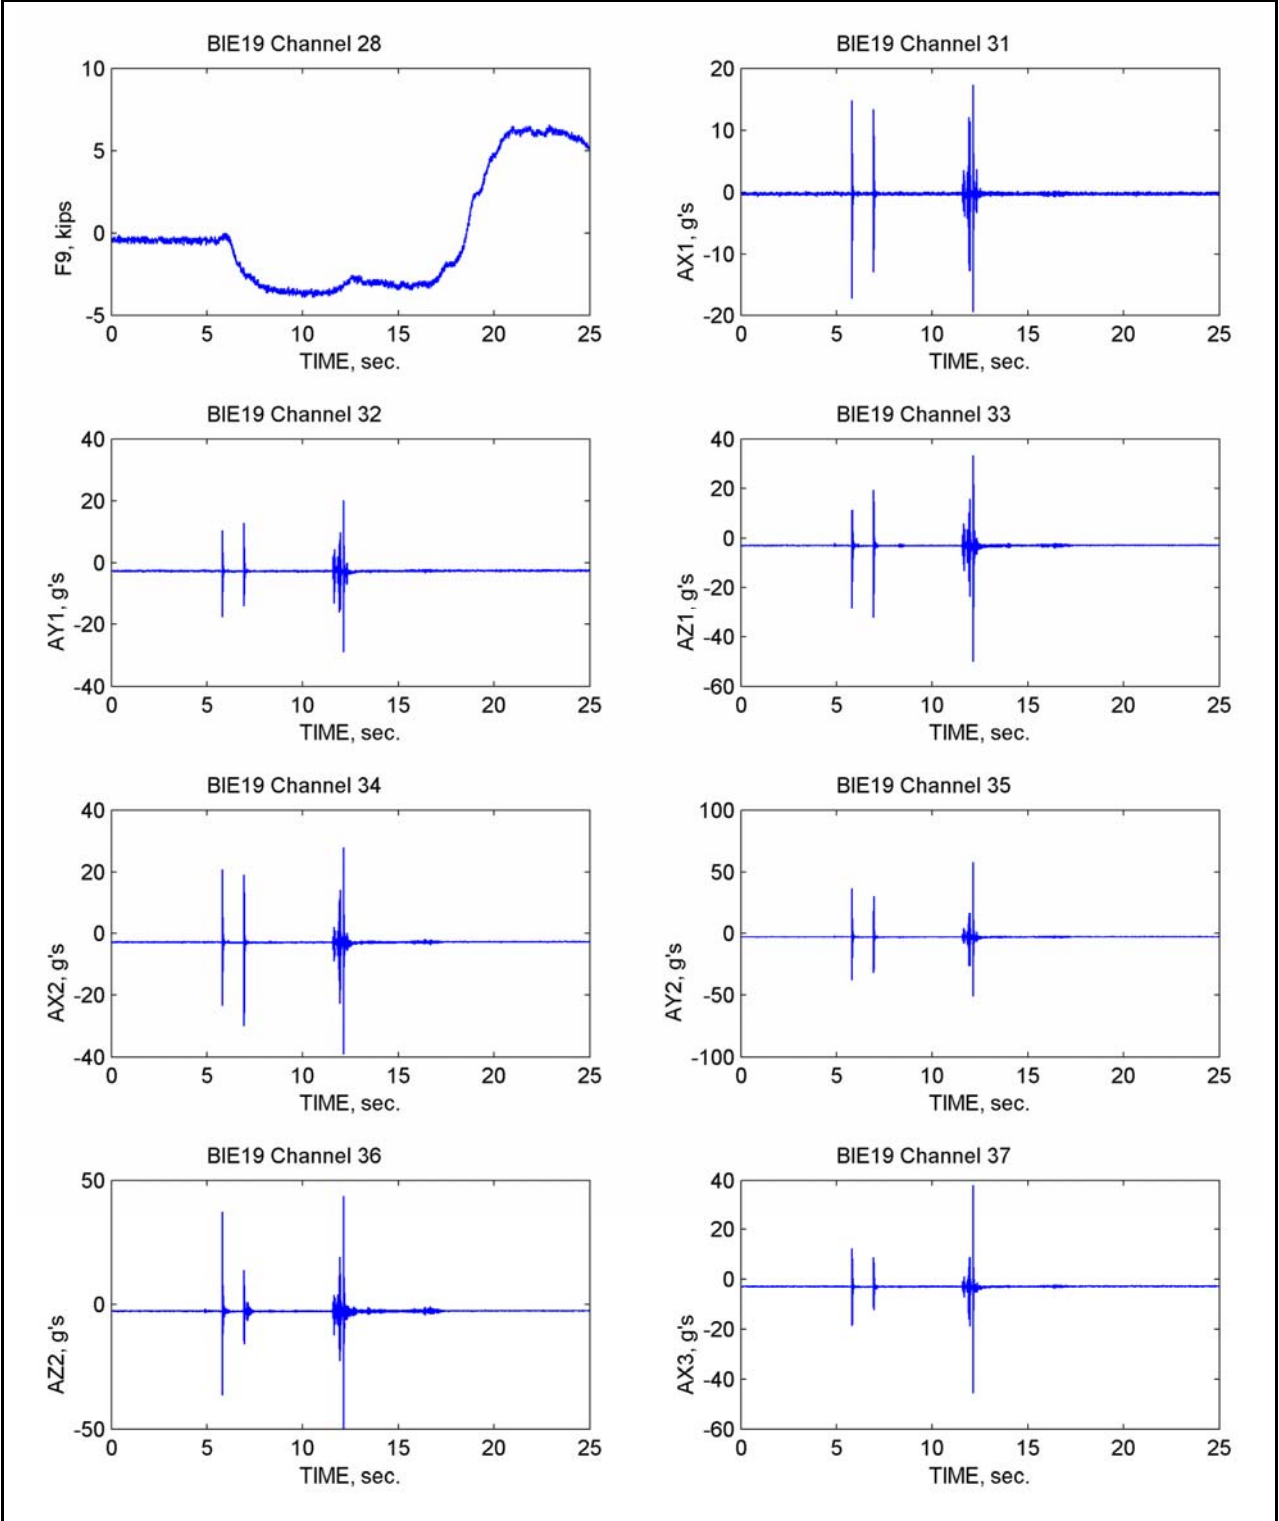 BIE19 Channel 28
10
5
0
-5
F9, kips
0 5 10 15 20 25
TIME, sec.
BIE19 Channel 31
20
10
0
-10
-20
AX1, g's
0 5 10 15 20 25
TIME, sec.
BIE19 Channel 32
40
20
0
-20
-40
AY1, g's
0 5 10 15 20 25
TIME, sec.
BIE19 Channel 33
40
20
0
-20
-40
-60
AZ1, g's
0 5 10 15 20 25
TIME, sec.
BIE19 Channel 34
40
20
0
-20
-40
AX2, g's
0 5 10 15 20 25
TIME, sec.
BIE19 Channel 35
100
50
0
-50
-100
AY2, g's
0 5 10 15 20 25
TIME, sec.
BIE19 Channel 36
50
0
-50
AZ2, g's
0 5 10 15 20 25
TIME, sec.
BIE19 Channel 37
40
20
0
-20
-40
-60
AX3, g's
0 5 10 15 20 25
TIME, sec.